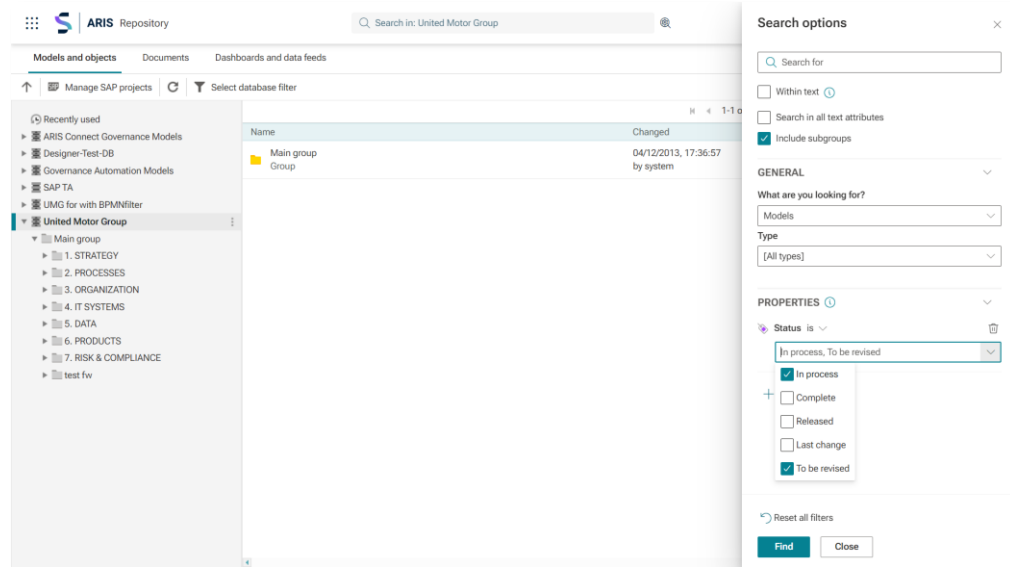 ARIS Repository
Search in: United Motor Group
Models and objects
Documents
Dashboards and data feeds
Manage SAP projects
Select database filter
Recently used
ARIS Connect Governance Models
Designer-Test-DB
Governance Automation Models
SAP TA
UMG for with BPMNfilter
United Motor Group
Main group
1. STRATEGY
2. PROCESSES
3. ORGANIZATION
4. IT SYSTEMS
5. DATA
6. PRODUCTS
7. RISK & COMPLIANCE
test fw
1-1 o
Name
Changed
Main group
Group
04/12/2013, 17:36:57
by system
Search options
Search for
Within text
Search in all text attributes
Include subgroups
GENERAL
What are you looking for?
Models
Type
[All types]
PROPERTIES
Status is
In process, To be revised
In process
Complete
Released
Last change
To be revised
Reset all filters
Find
Close